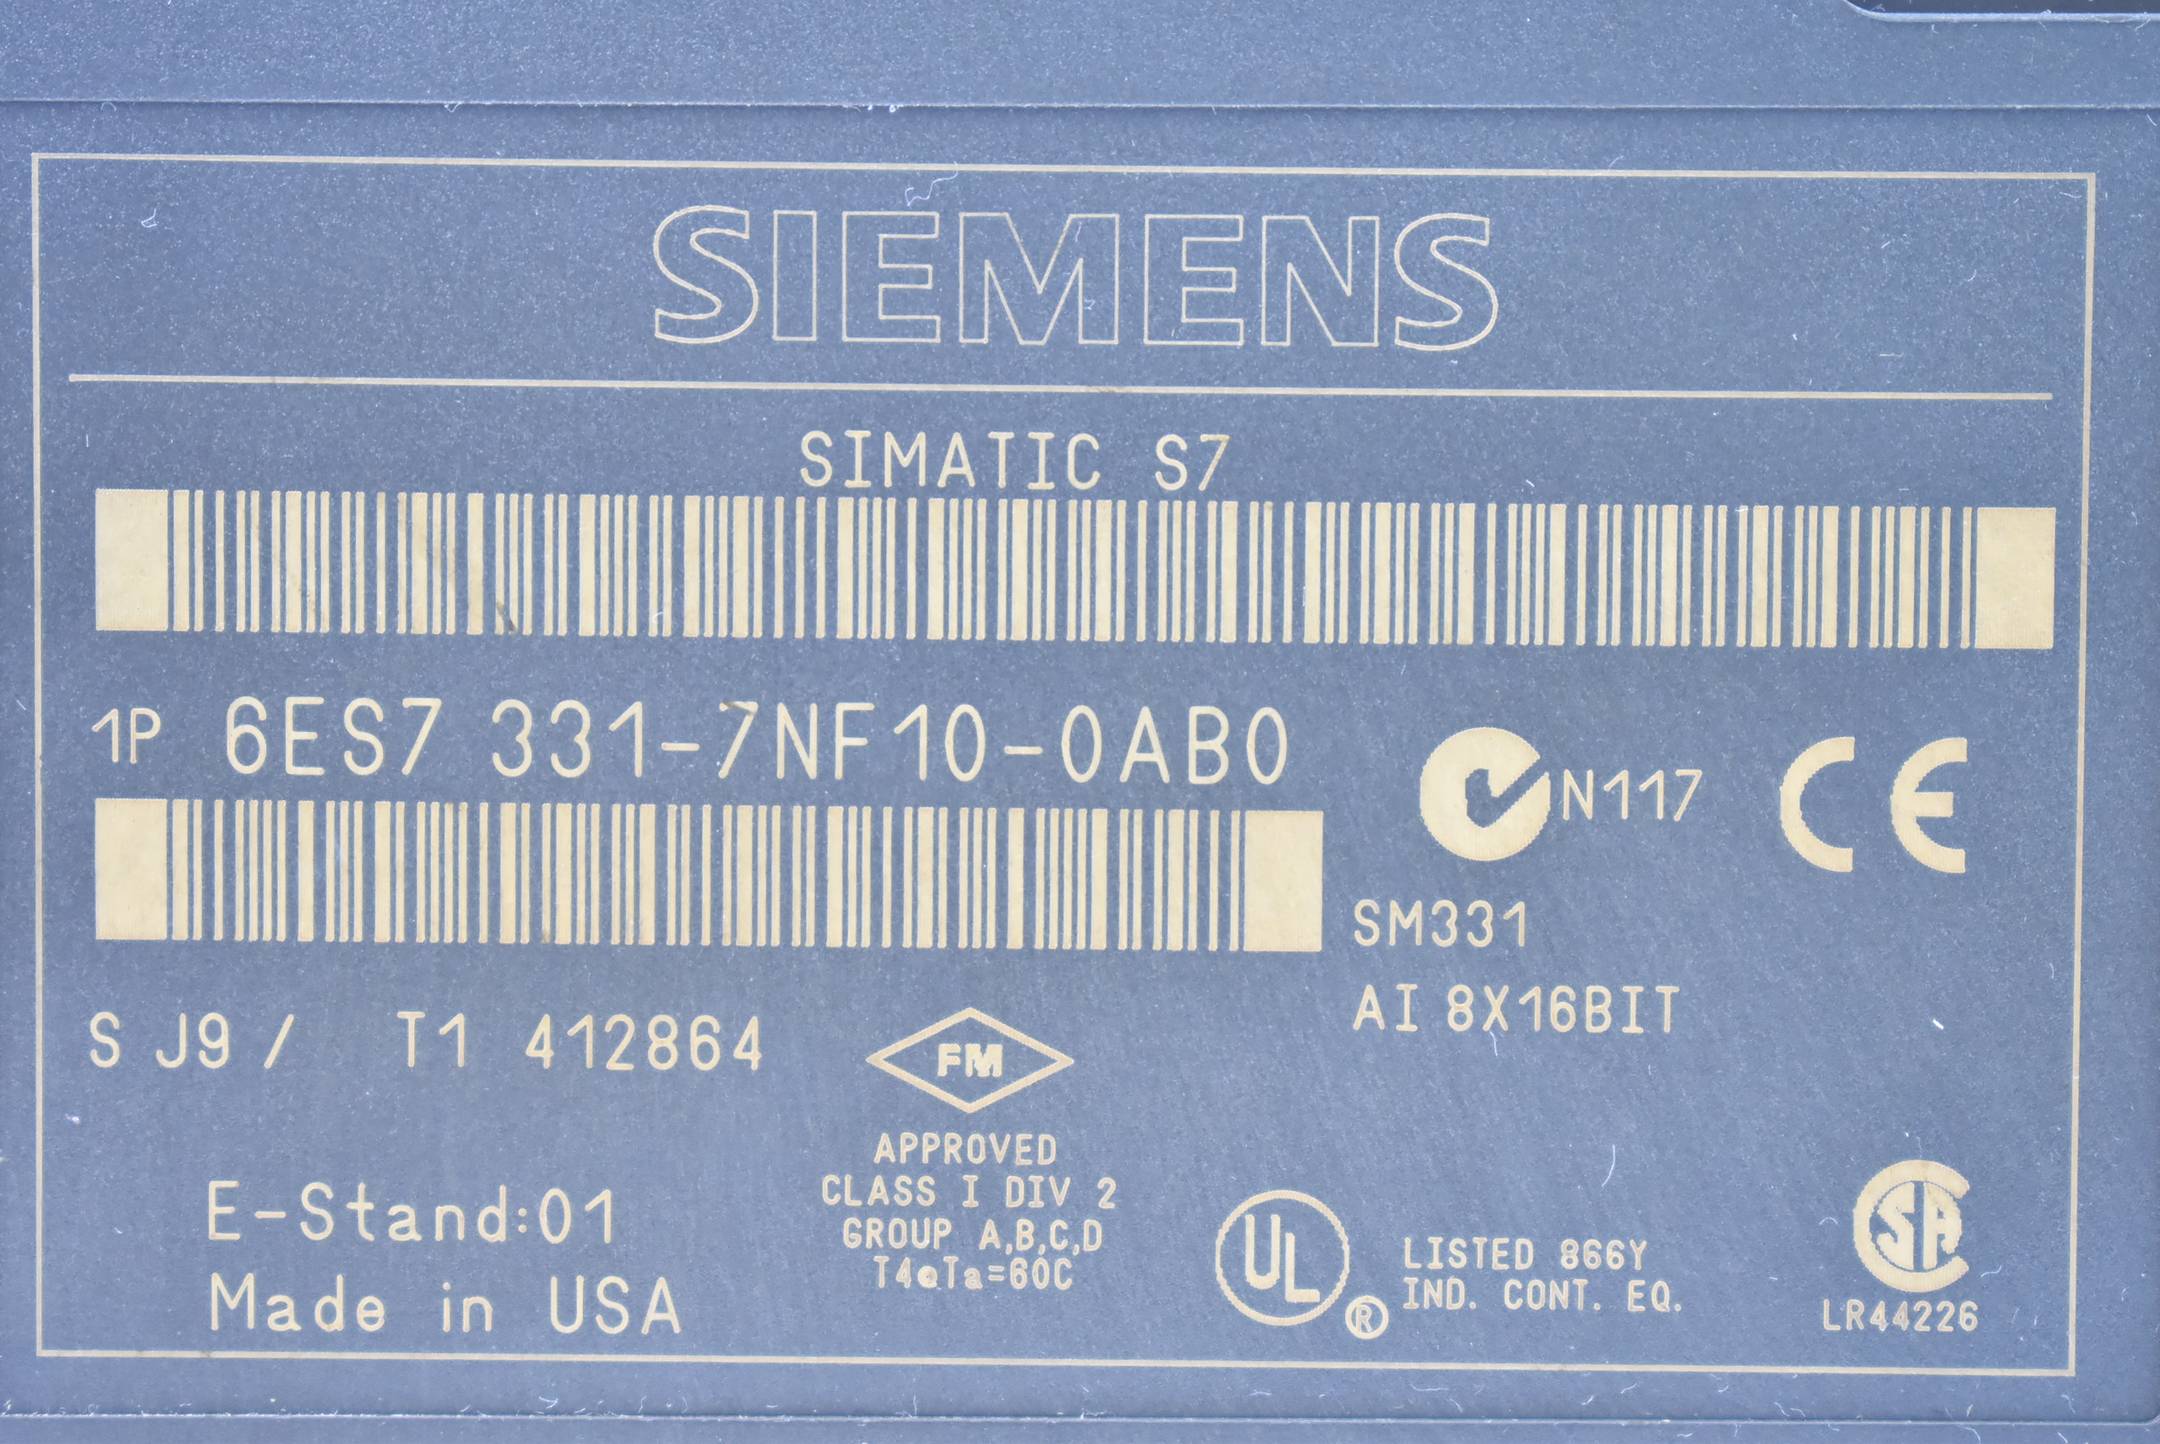 SIEMENS
SIMATIC S7
1P 6ES7 331-7NF10-0AB0
N117 CE
SM331
AI 8X16BIT
S J9 / T1 412864
FM
APPROVED
CLASS I DIV 2
GROUP A,B,C,D
T4@Ta=60C
E-Stand:01
Made in USA
UL ®
LISTED 866Y
IND. CONT. EQ.
CSA
LR44226